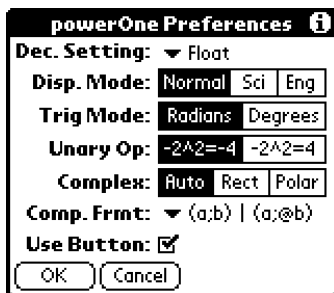 powerOne Preferences i
Dec. Setting: Float
Disp. Mode: Normal Sci Eng
Trig Mode: Radians Degrees
Unary Op: -2^2=-4 -2^2=4
Complex: Auto Rect Polar
Comp. Frmt: (a;b) | (a;@b)
Use Button:
OK Cancel